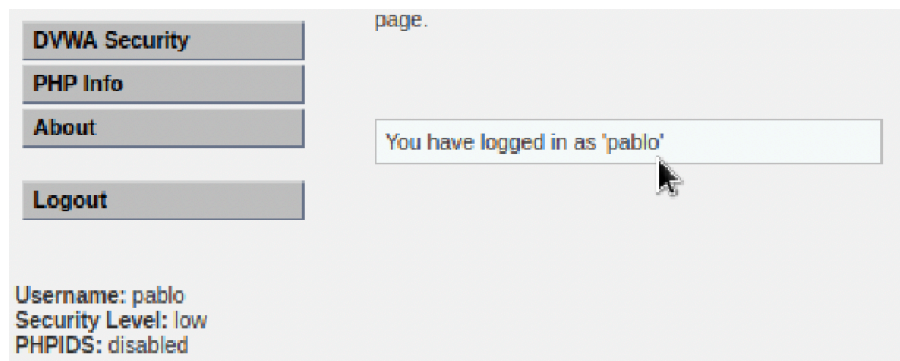 DVWA Security
PHP Info
About
Logout
Username: pablo
Security Level: low
PHPIDS: disabled
page.
You have logged in as 'pablo'